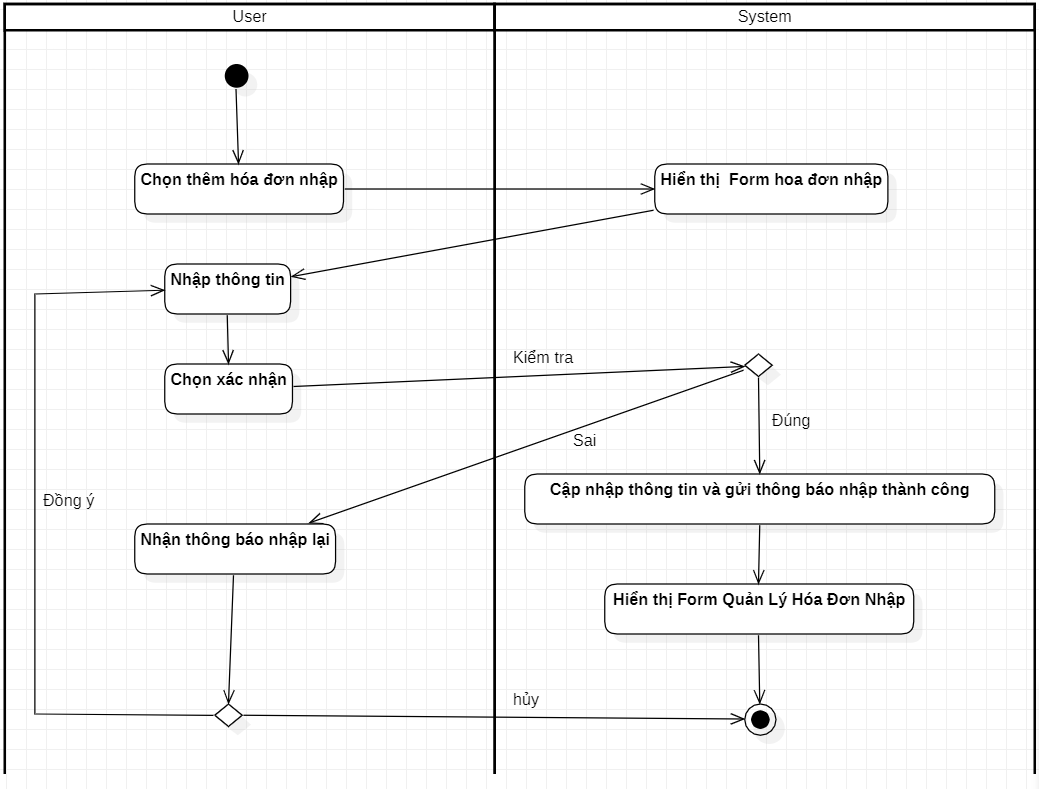 User
System
Chọn thêm hóa đơn nhập
Hiển thị Form hoa đơn nhập
Nhập thông tin
Chọn xác nhận
Kiểm tra
Đúng
Sai
Cập nhập thông tin và gửi thông báo nhập thành công
Đồng ý
Nhận thông báo nhập lại
Hiển thị Form Quản Lý Hóa Đơn Nhập
hủy